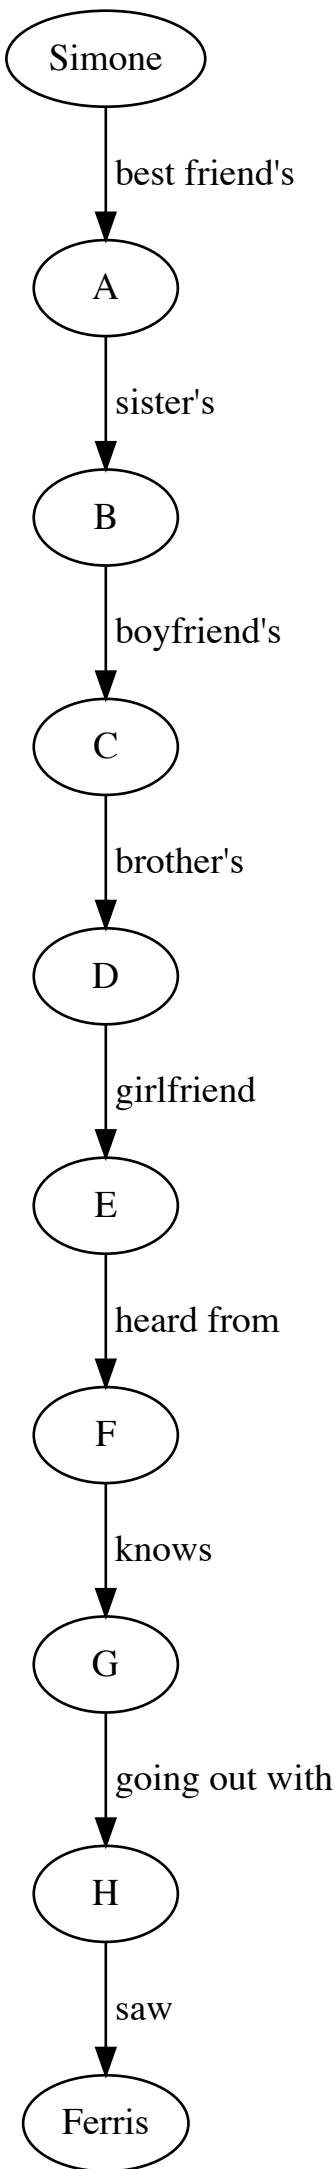 Simone
best friend's
A
sister's
B
boyfriend's
C
brother's
D
girlfriend
E
heard from
F
knows
G
going out with
H
saw
Ferris